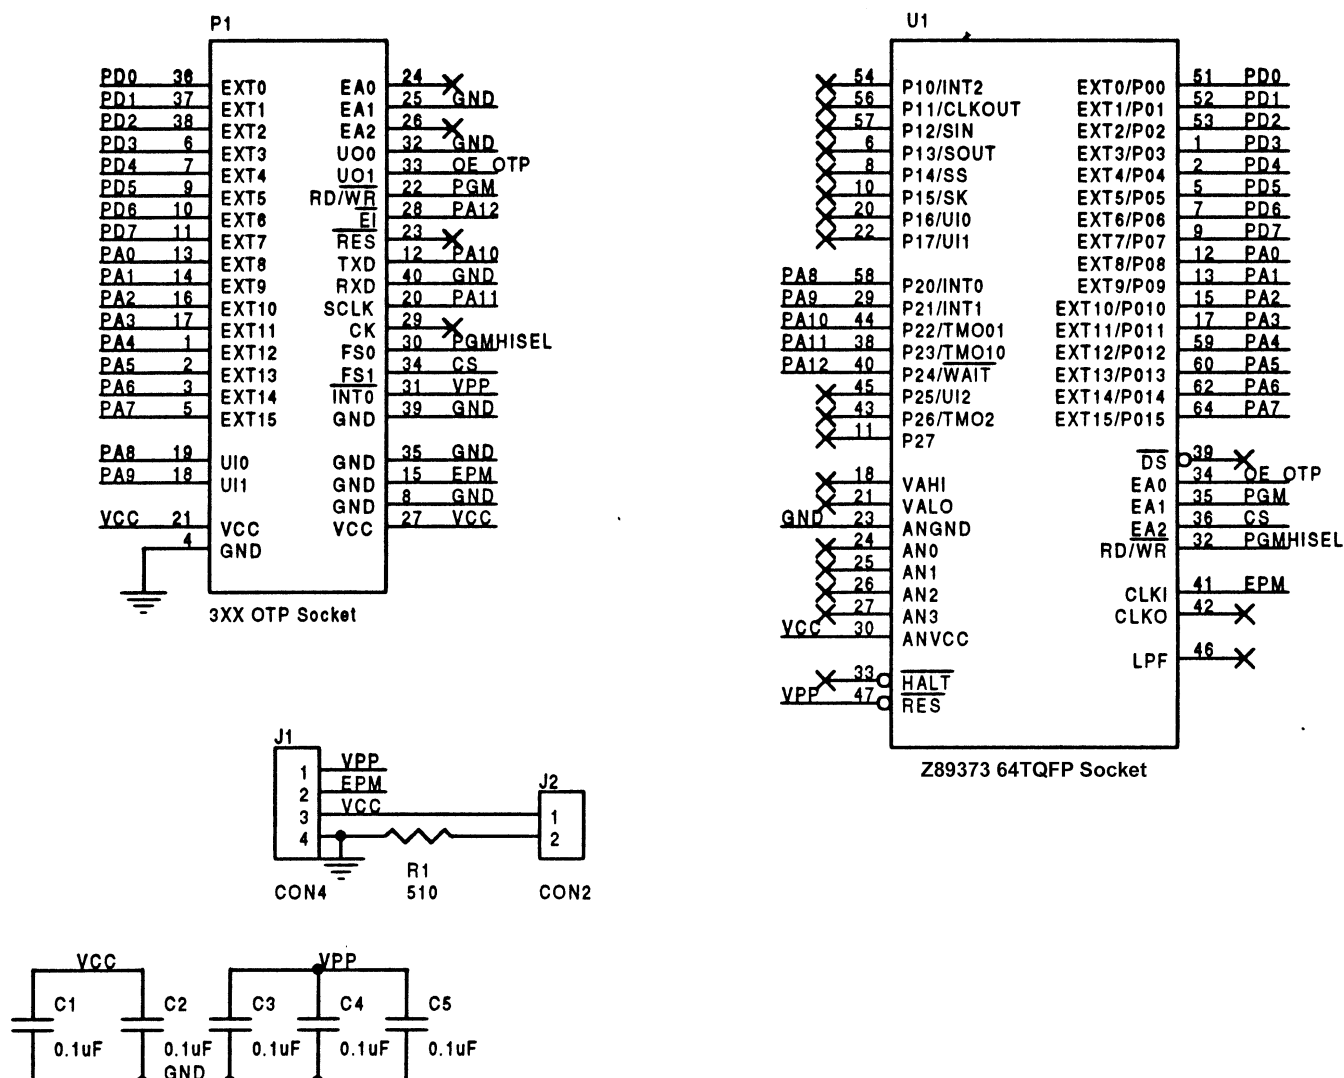 P1
PD0 36 EXT0 EA0 24
PD1 37 EXT1 EA1 25 GND
PD2 38 EXT2 EA2 26
PD3 6 EXT3 UO0 32 GND
PD4 7 EXT4 UO1 33 OE_OTP
PD5 9 EXT5 RD/WR 22 PGM
PD6 10 EXT6 EI 28 PA12
PD7 11 EXT7 RES 23
PA0 13 EXT8 TXD 12 PA10
PA1 14 EXT9 RXD 40 GND
PA2 16 EXT10 SCLK 20 PA11
PA3 17 EXT11 CK 29
PA4 1 EXT12 FS0 30 PGMHISEL
PA5 2 EXT13 FS1 34 CS
PA6 3 EXT14 INT0 31 VPP
PA7 5 EXT15 GND 39 GND
PA8 19 UI0 GND 35 GND
PA9 18 UI1 GND 15 EPM
GND 8 GND
VCC 21 VCC VCC 27 VCC
4 GND
3XX OTP Socket
U1
54 P10/INT2 EXT0/P00 51 PD0
56 P11/CLKOUT EXT1/P01 52 PD1
57 P12/SIN EXT2/P02 53 PD2
6 P13/SOUT EXT3/P03 1 PD3
8 P14/SS EXT4/P04 2 PD4
10 P15/SK EXT5/P05 5 PD5
20 P16/UI0 EXT6/P06 7 PD6
22 P17/UI1 EXT7/P07 9 PD7
EXT8/P08 12 PA0
PA8 58 P20/INT0 EXT9/P09 13 PA1
PA9 29 P21/INT1 EXT10/P010 15 PA2
PA10 44 P22/TMO01 EXT11/P011 17 PA3
PA11 38 P23/TMO10 EXT12/P012 59 PA4
PA12 40 P24/WAIT EXT13/P013 60 PA5
45 P25/UI2 EXT14/P014 62 PA6
43 P26/TMO2 EXT15/P015 64 PA7
11 P27
DS 39
18 VAHI EA0 34 OE_OTP
21 VALO EA1 35 PGM
GND 23 ANGND EA2 36 CS
24 AN0 RD/WR 32 PGMHISEL
25 AN1
26 AN2 CLKI 41 EPM
27 AN3 CLKO 42
VCC 30 ANVCC
LPF 46
33 HALT
VPP 47 RES
Z89373 64TQFP Socket
J1
1 VPP
2 EPM
3 VCC
4
J2
1
2
R1
510
CON4
CON2
VCC VPP
C1 C2 C3 C4 C5
0.1uF 0.1uF 0.1uF 0.1uF 0.1uF
GND